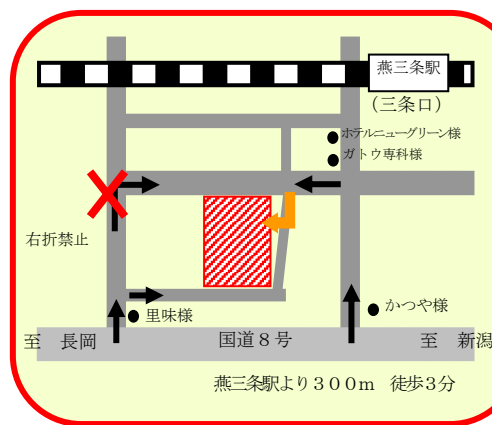 燕三条駅
(三条口)
ホテルニューグリーン様
ガトウ専科様
右折禁止
里味様
かつや様
至　長岡
国道８号
至　新潟
燕三条駅より３００ｍ　徒歩３分